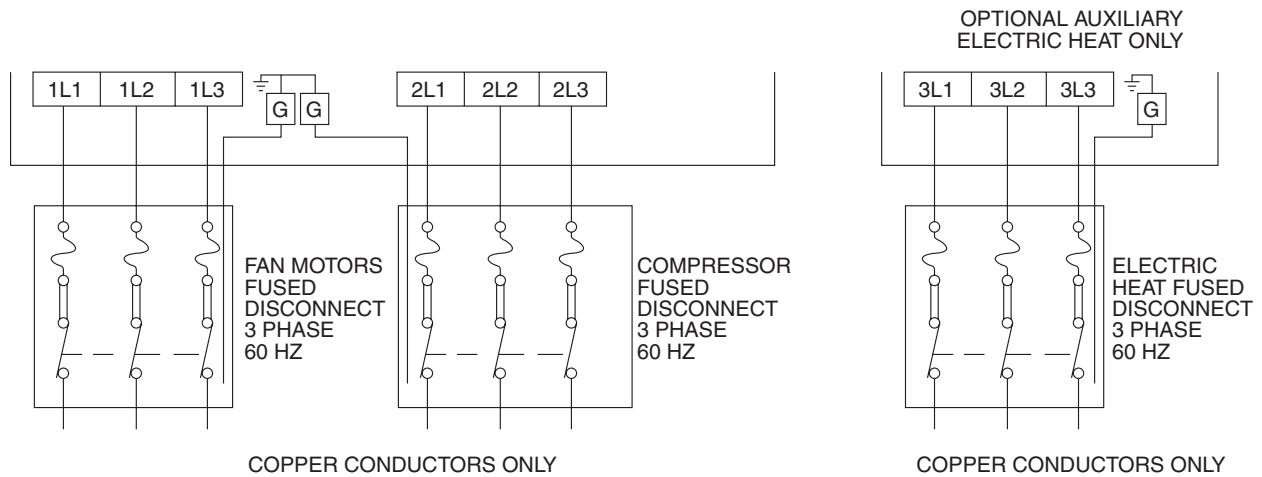 OPTIONAL AUXILIARY
ELECTRIC HEAT ONLY
1L1 1L2 1L3 G G 2L1 2L2 2L3
3L1 3L2 3L3 G
FAN MOTORS
FUSED
DISCONNECT
3 PHASE
60 HZ
COMPRESSOR
FUSED
DISCONNECT
3 PHASE
60 HZ
ELECTRIC
HEAT FUSED
DISCONNECT
3 PHASE
60 HZ
COPPER CONDUCTORS ONLY
COPPER CONDUCTORS ONLY